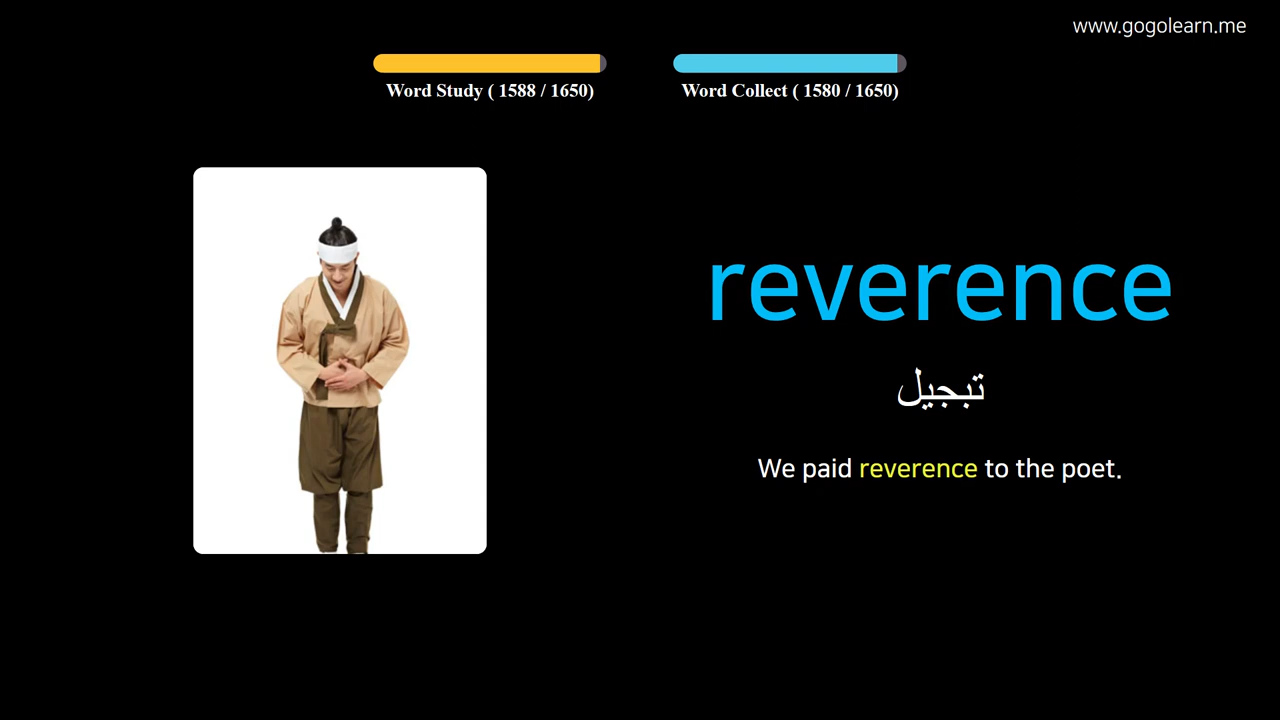 www.gogolearn.me
Word Study ( 1588 / 1650)
Word Collect ( 1580 / 1650)
reverence
تبجيل
We paid reverence to the poet.